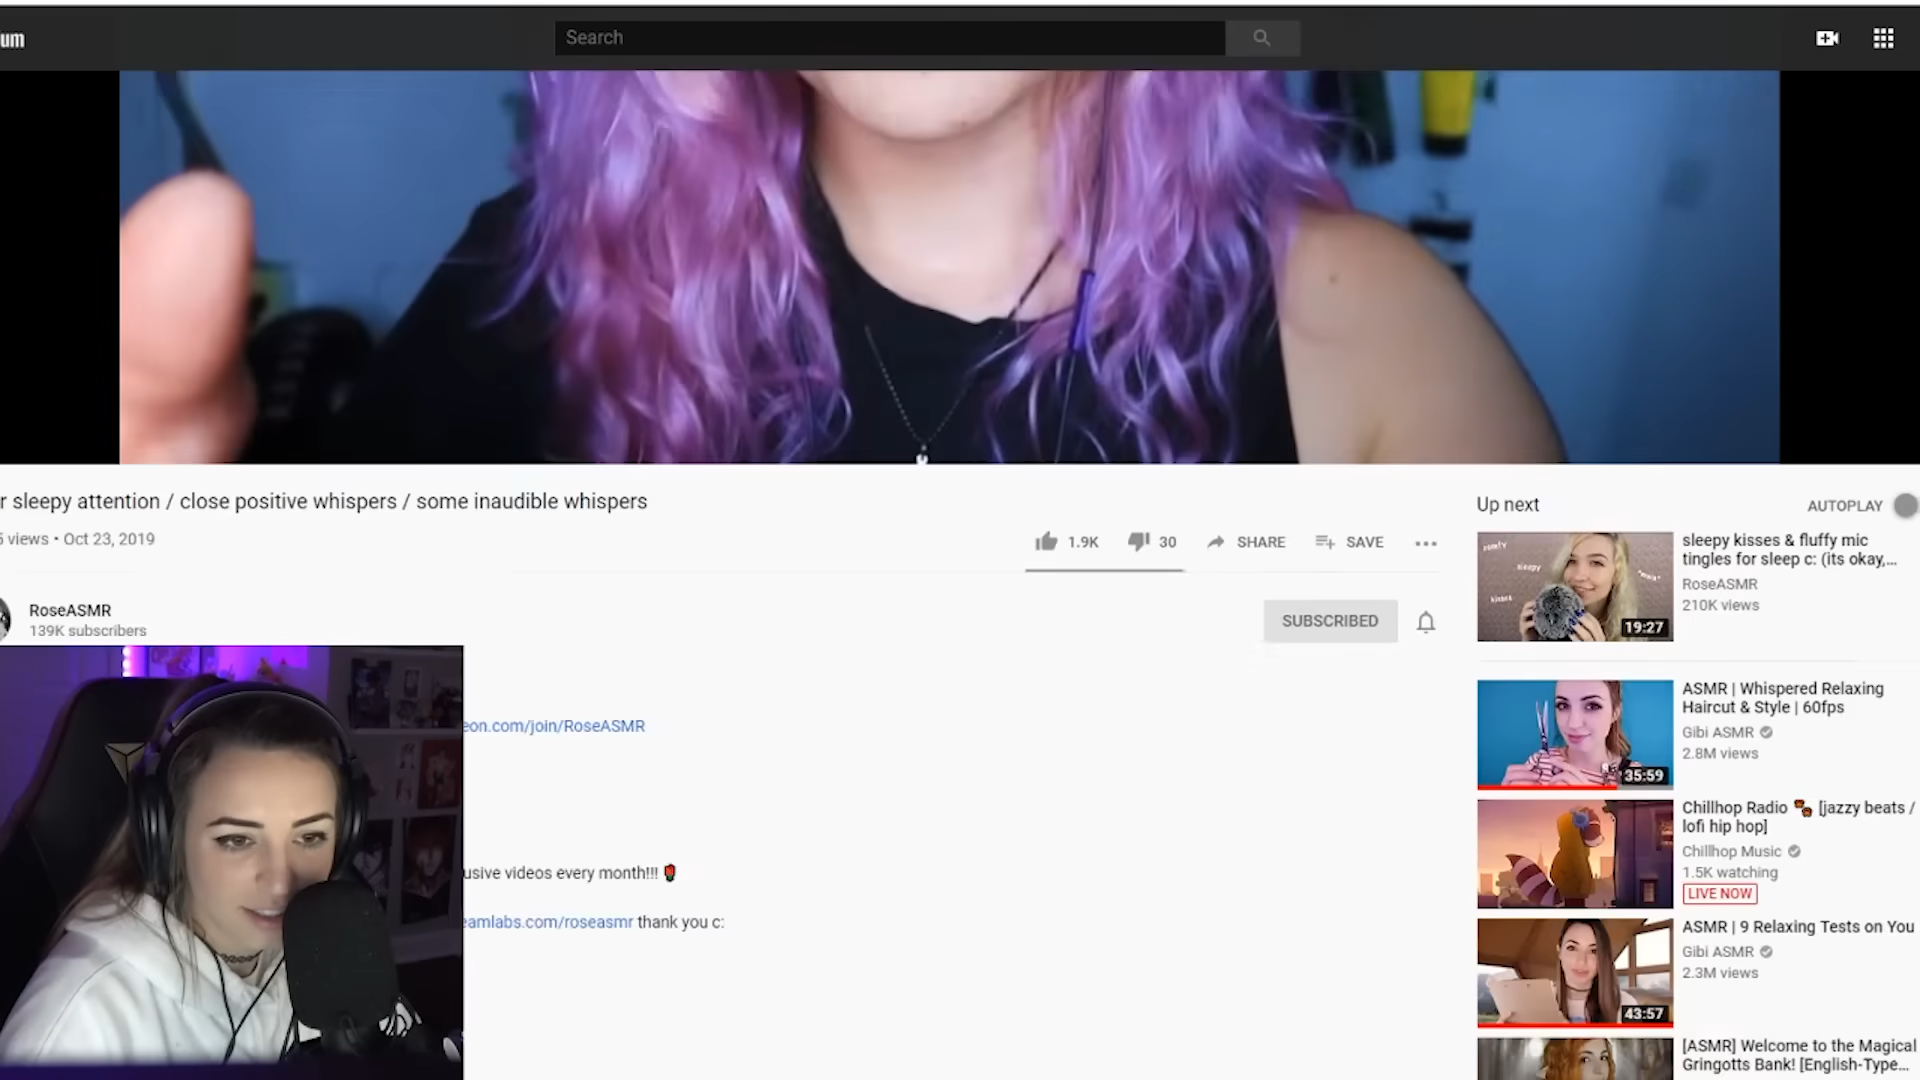 um
Search
r sleepy attention / close positive whispers / some inaudible whispers
5 views • Oct 23, 2019
1.9K
30
SHARE
SAVE
RoseASMR
139K subscribers
SUBSCRIBED
eon.com/join/RoseASMR
usive videos every month!!!
eamlabs.com/roseasmr thank you c:
Up next
AUTOPLAY
comfy
sleepy
kisses
19:27
sleepy kisses & fluffy mic
tingles for sleep c: (its okay,...
RoseASMR
210K views
35:59
ASMR | Whispered Relaxing
Haircut & Style | 60fps
Gibi ASMR
2.8M views
Chillhop Radio [jazzy beats /
lofi hip hop]
Chillhop Music
1.5K watching
LIVE NOW
43:57
ASMR | 9 Relaxing Tests on You
Gibi ASMR
2.3M views
[ASMR] Welcome to the Magical
Gringotts Bank! [English-Type...